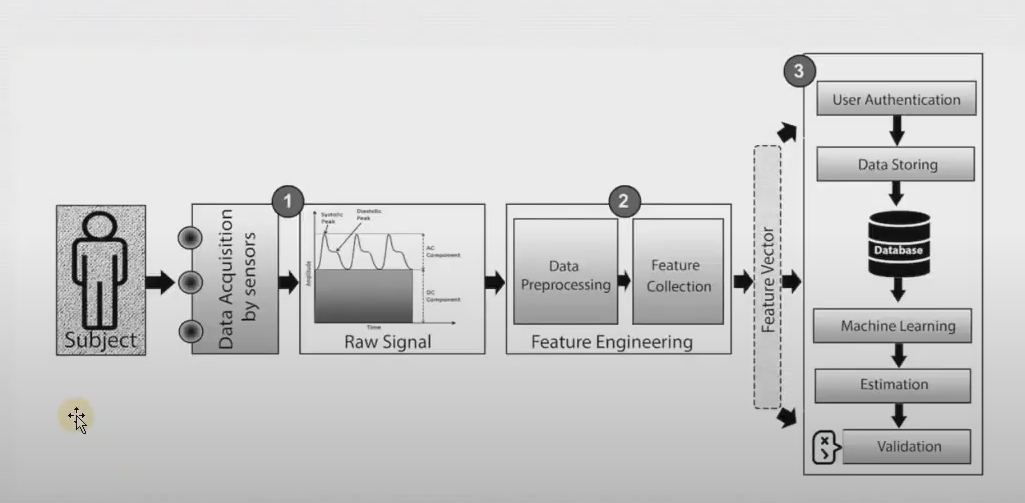 Subject
Data Acquisition
by sensors
1
Systolic
Peak
Diastolic
Peak
Amplitude
AC
Component
DC
Component
Time
Raw Signal
2
Data
Preprocessing
Feature
Collection
Feature Engineering
Feature Vector
3
User Authentication
Data Storing
Database
Machine Learning
Estimation
Validation